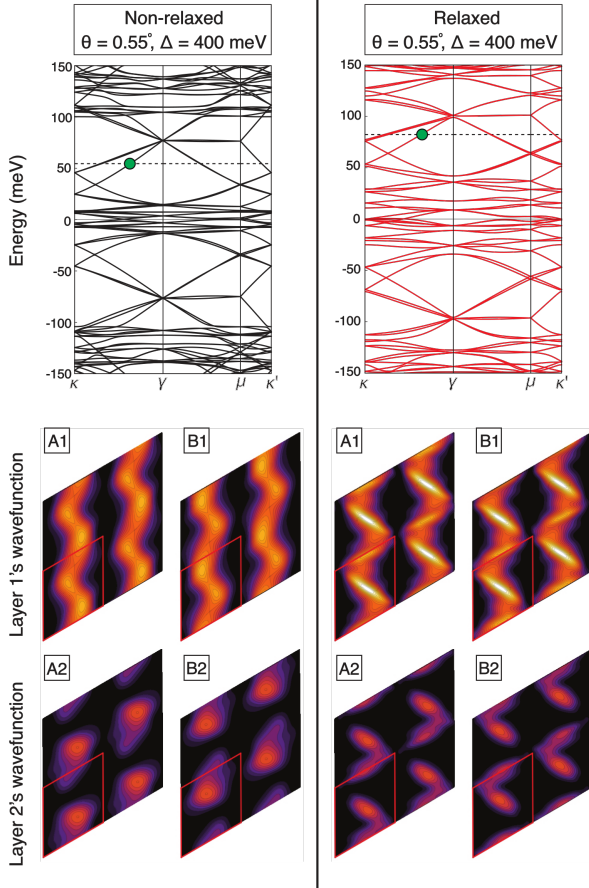 Non-relaxed
θ = 0.55°, Δ = 400 meV
Relaxed
θ = 0.55°, Δ = 400 meV
Energy (meV)
150
100
50
0
-50
-100
-150
κ γ μ κ'
150
100
50
0
-50
-100
-150
κ γ μ κ'
Layer 1's wavefunction
A1 B1 A1 B1
Layer 2's wavefunction
A2 B2 A2 B2